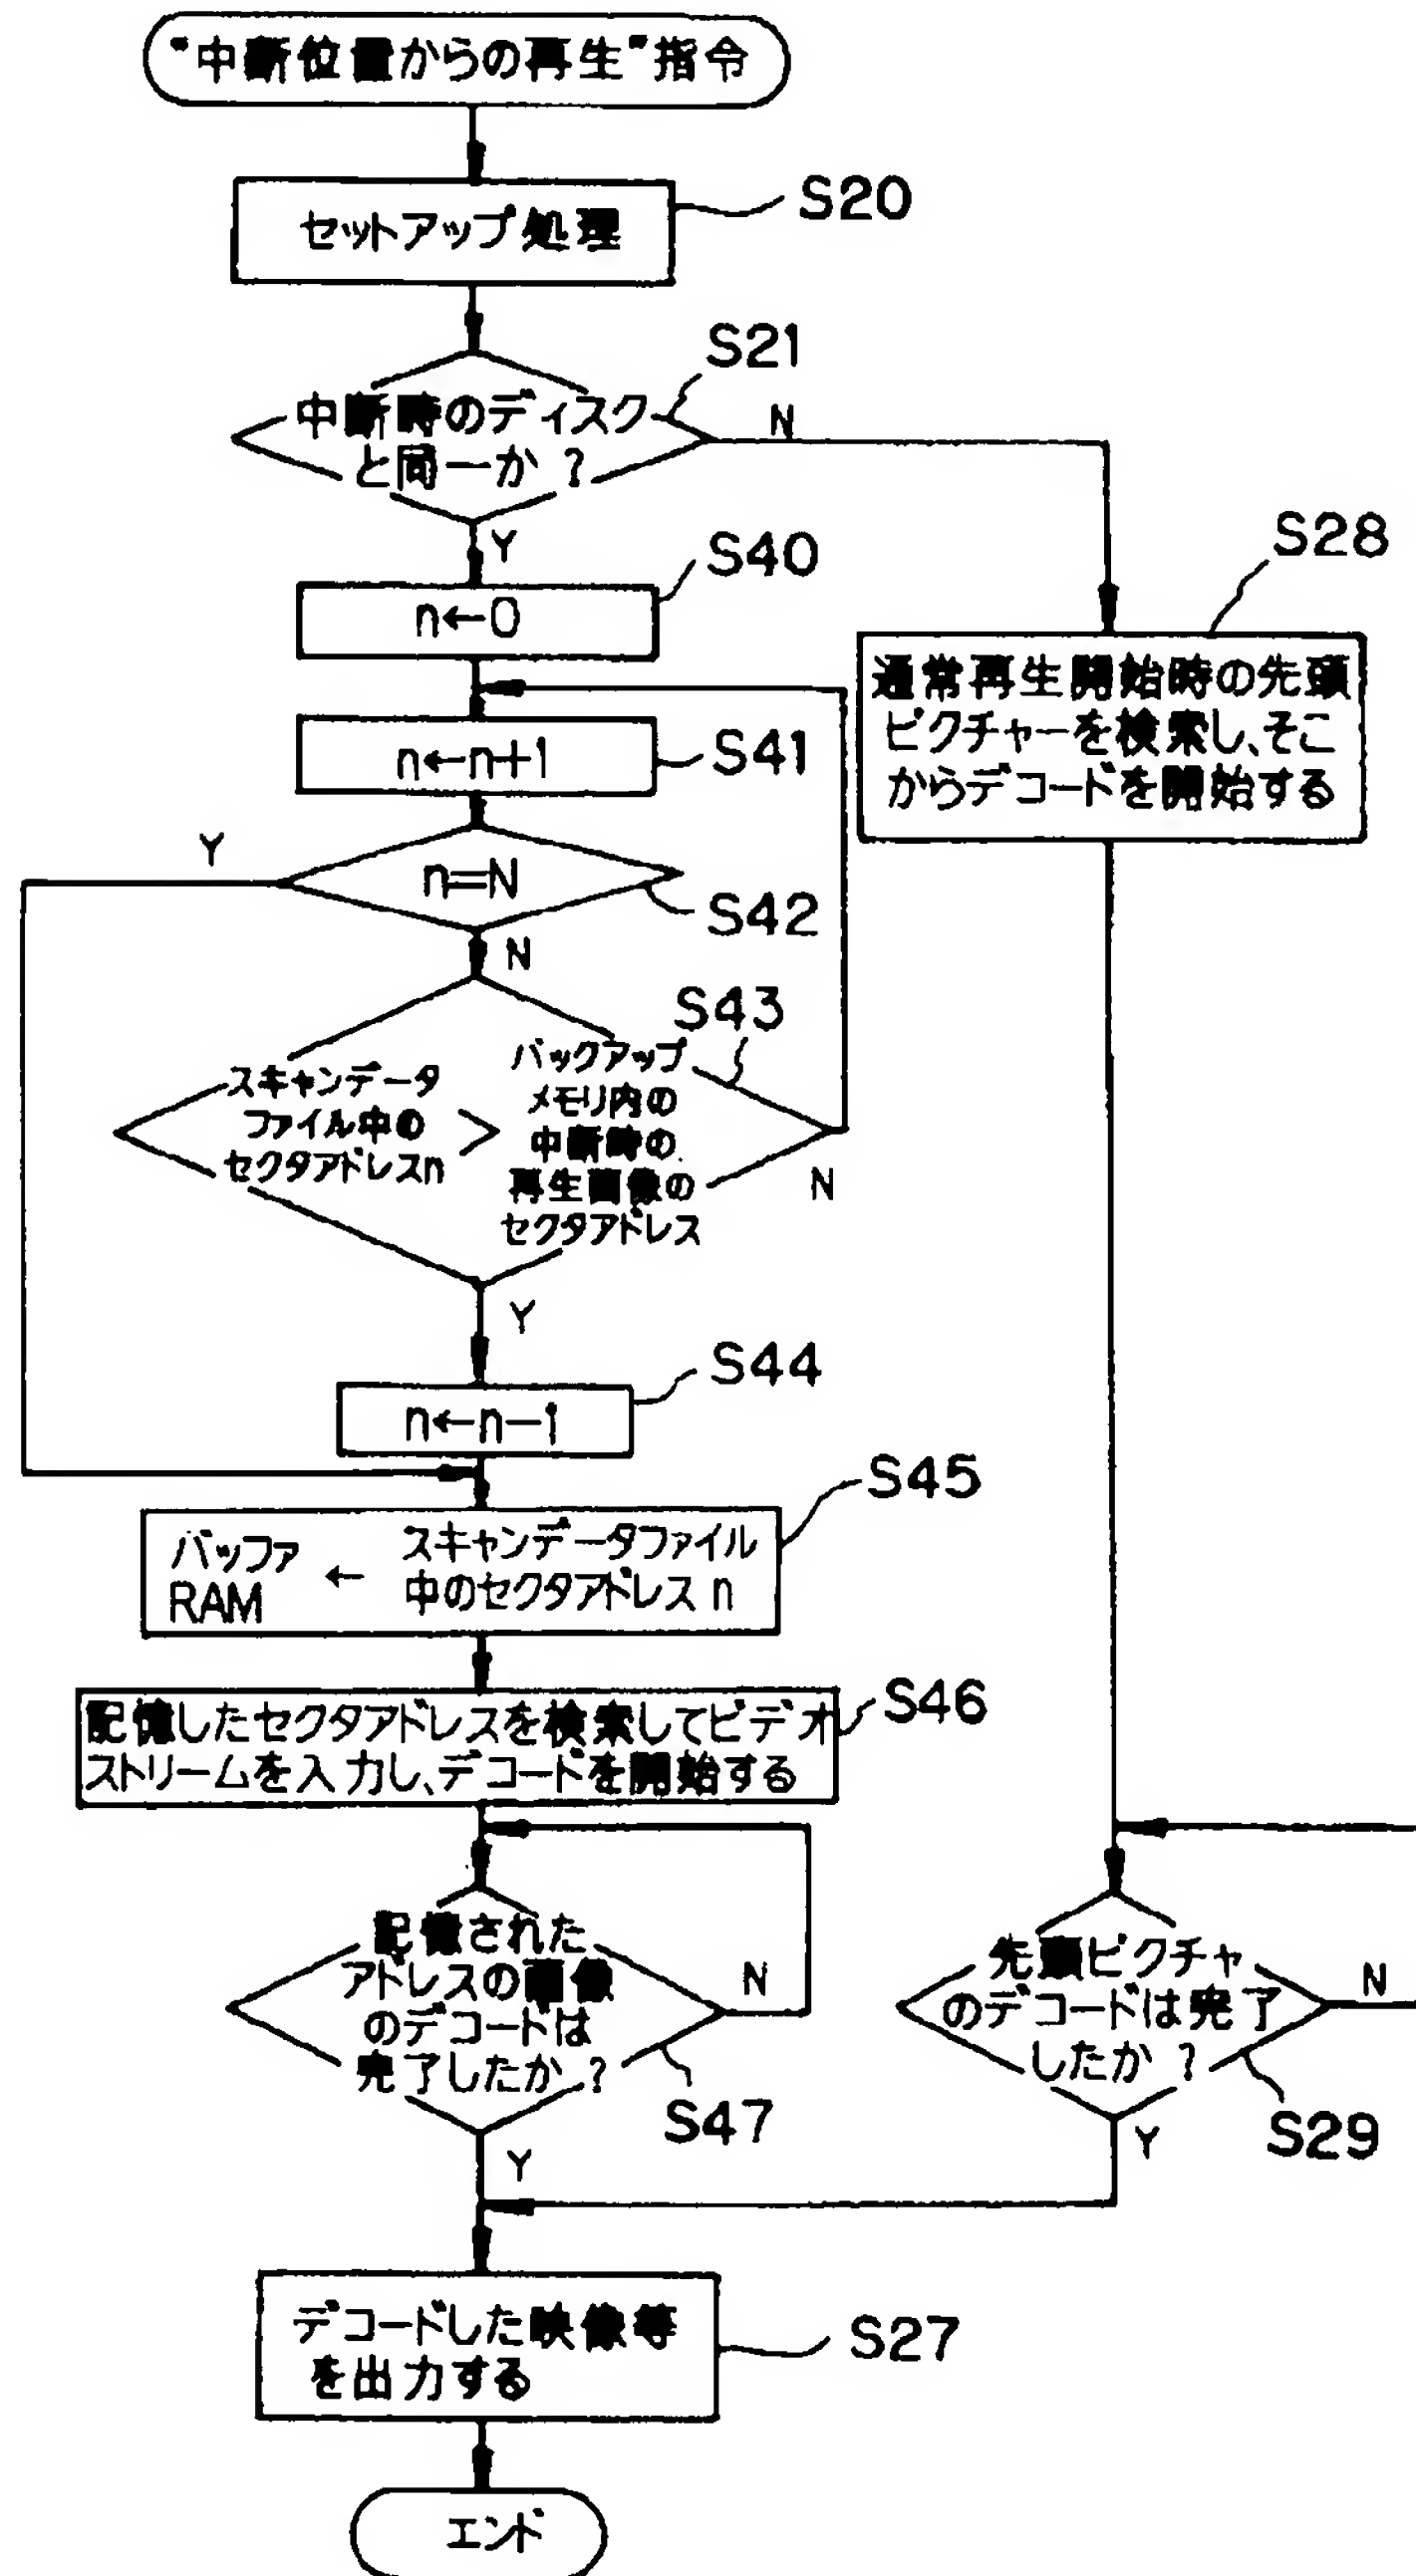 “中断位置からの再生”指令
セットアップ処理
S20
中断時のディスク
と同一か?
S21
N
Y
n←0
S40
n←n+1
S41
n=N
S42
Y
N
スキャンデータ
ファイル中の
セクタアドレスn
>
バックアップ
メモリ内の
中断時の
再生画像の
セクタアドレス
S43
N
Y
n←n-1
S44
バッファ
RAM
←
スキャンデータファイル
中のセクタアドレスn
S45
記憶したセクタアドレスを検索してビデオ
ストリームを入力し、デコードを開始する
S46
記憶された
アドレスの画像
のデコードは
完了したか?
S47
N
Y
通常再生開始時の先頭
ピクチャーを検索し、そこ
からデコードを開始する
S28
先頭ピクチャ
のデコードは完了
したか?
S29
N
Y
デコードした映像等
を出力する
S27
エンド